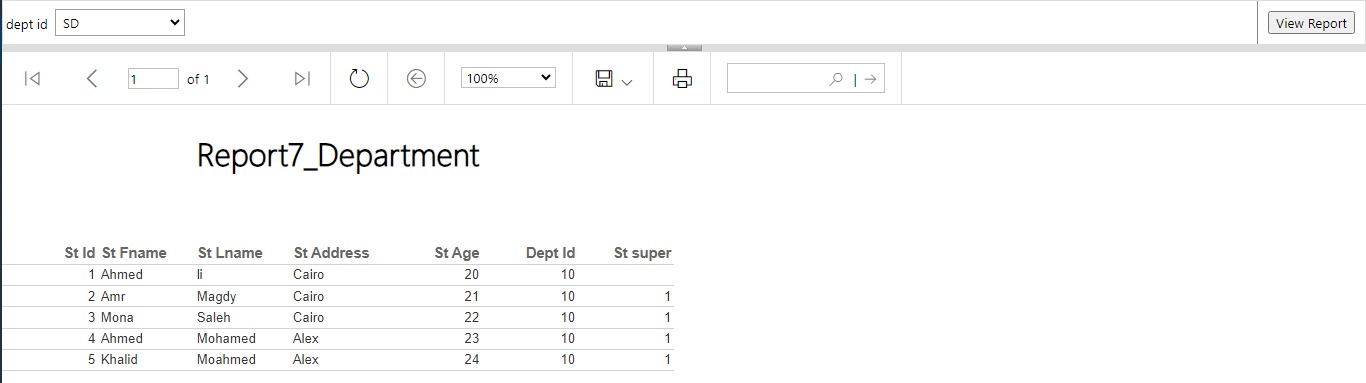 dept id SD View Report
1 of 1 100%
Report7_Department
St Id St Fname St Lname St Address St Age Dept Id St super
1 Ahmed li Cairo 20 10
2 Amr Magdy Cairo 21 10 1
3 Mona Saleh Cairo 22 10 1
4 Ahmed Mohamed Alex 23 10 1
5 Khalid Moahmed Alex 24 10 1